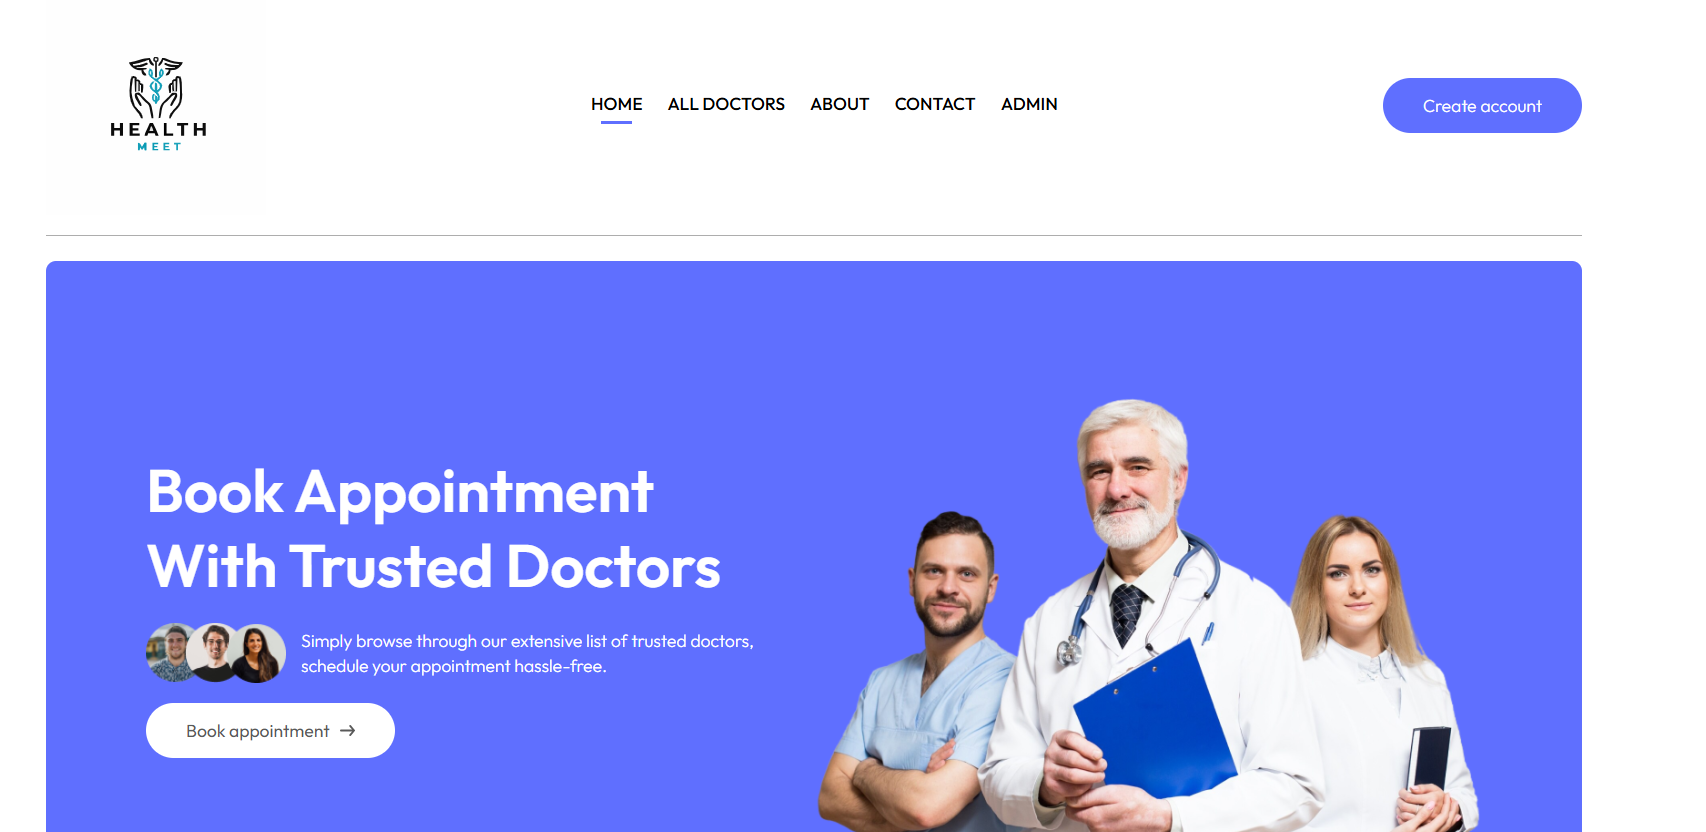 HEALTH
MEET
HOME
ALL DOCTORS
ABOUT
CONTACT
ADMIN
Create account
Book Appointment
With Trusted Doctors
Simply browse through our extensive list of trusted doctors,
schedule your appointment hassle-free.
Book appointment →